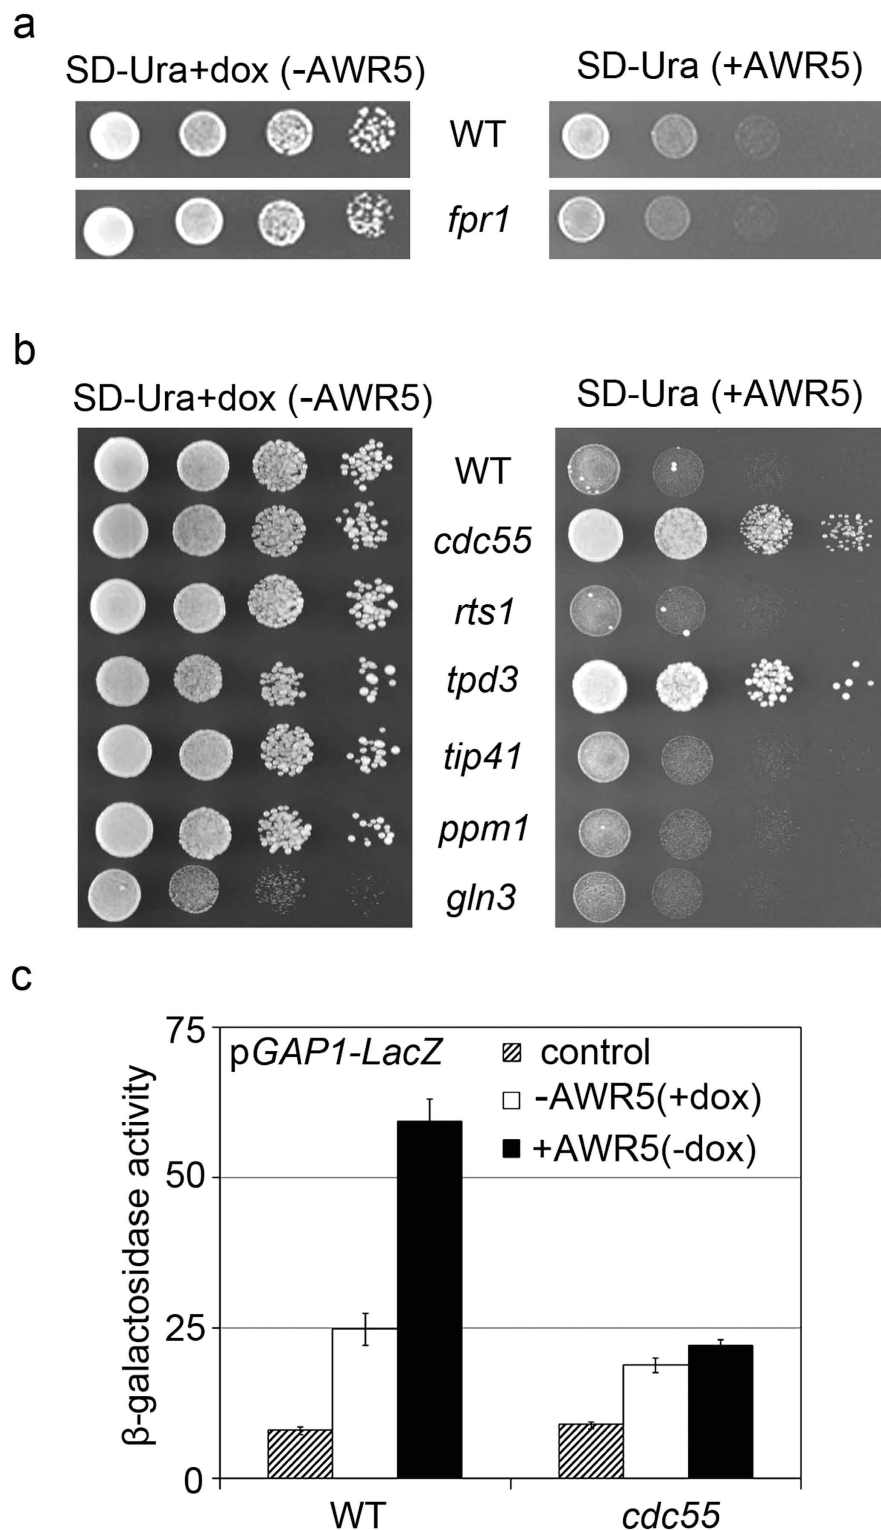 a
SD-Ura+dox (-AWR5)
SD-Ura (+AWR5)
WT
fpr1
b
SD-Ura+dox (-AWR5)
SD-Ura (+AWR5)
WT
cdc55
rts1
tpd3
tip41
ppm1
gln3
c
75
pGAP1-LacZ
control
-AWR5(+dox)
+AWR5(-dox)
50
25
0
β-galactosidase activity
WT
cdc55